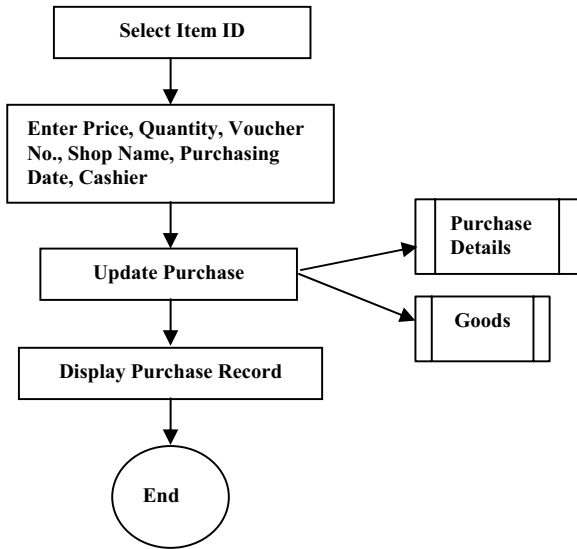 Select Item ID
Enter Price, Quantity, Voucher
No., Shop Name, Purchasing
Date, Cashier
Update Purchase
Purchase
Details
Goods
Display Purchase Record
End